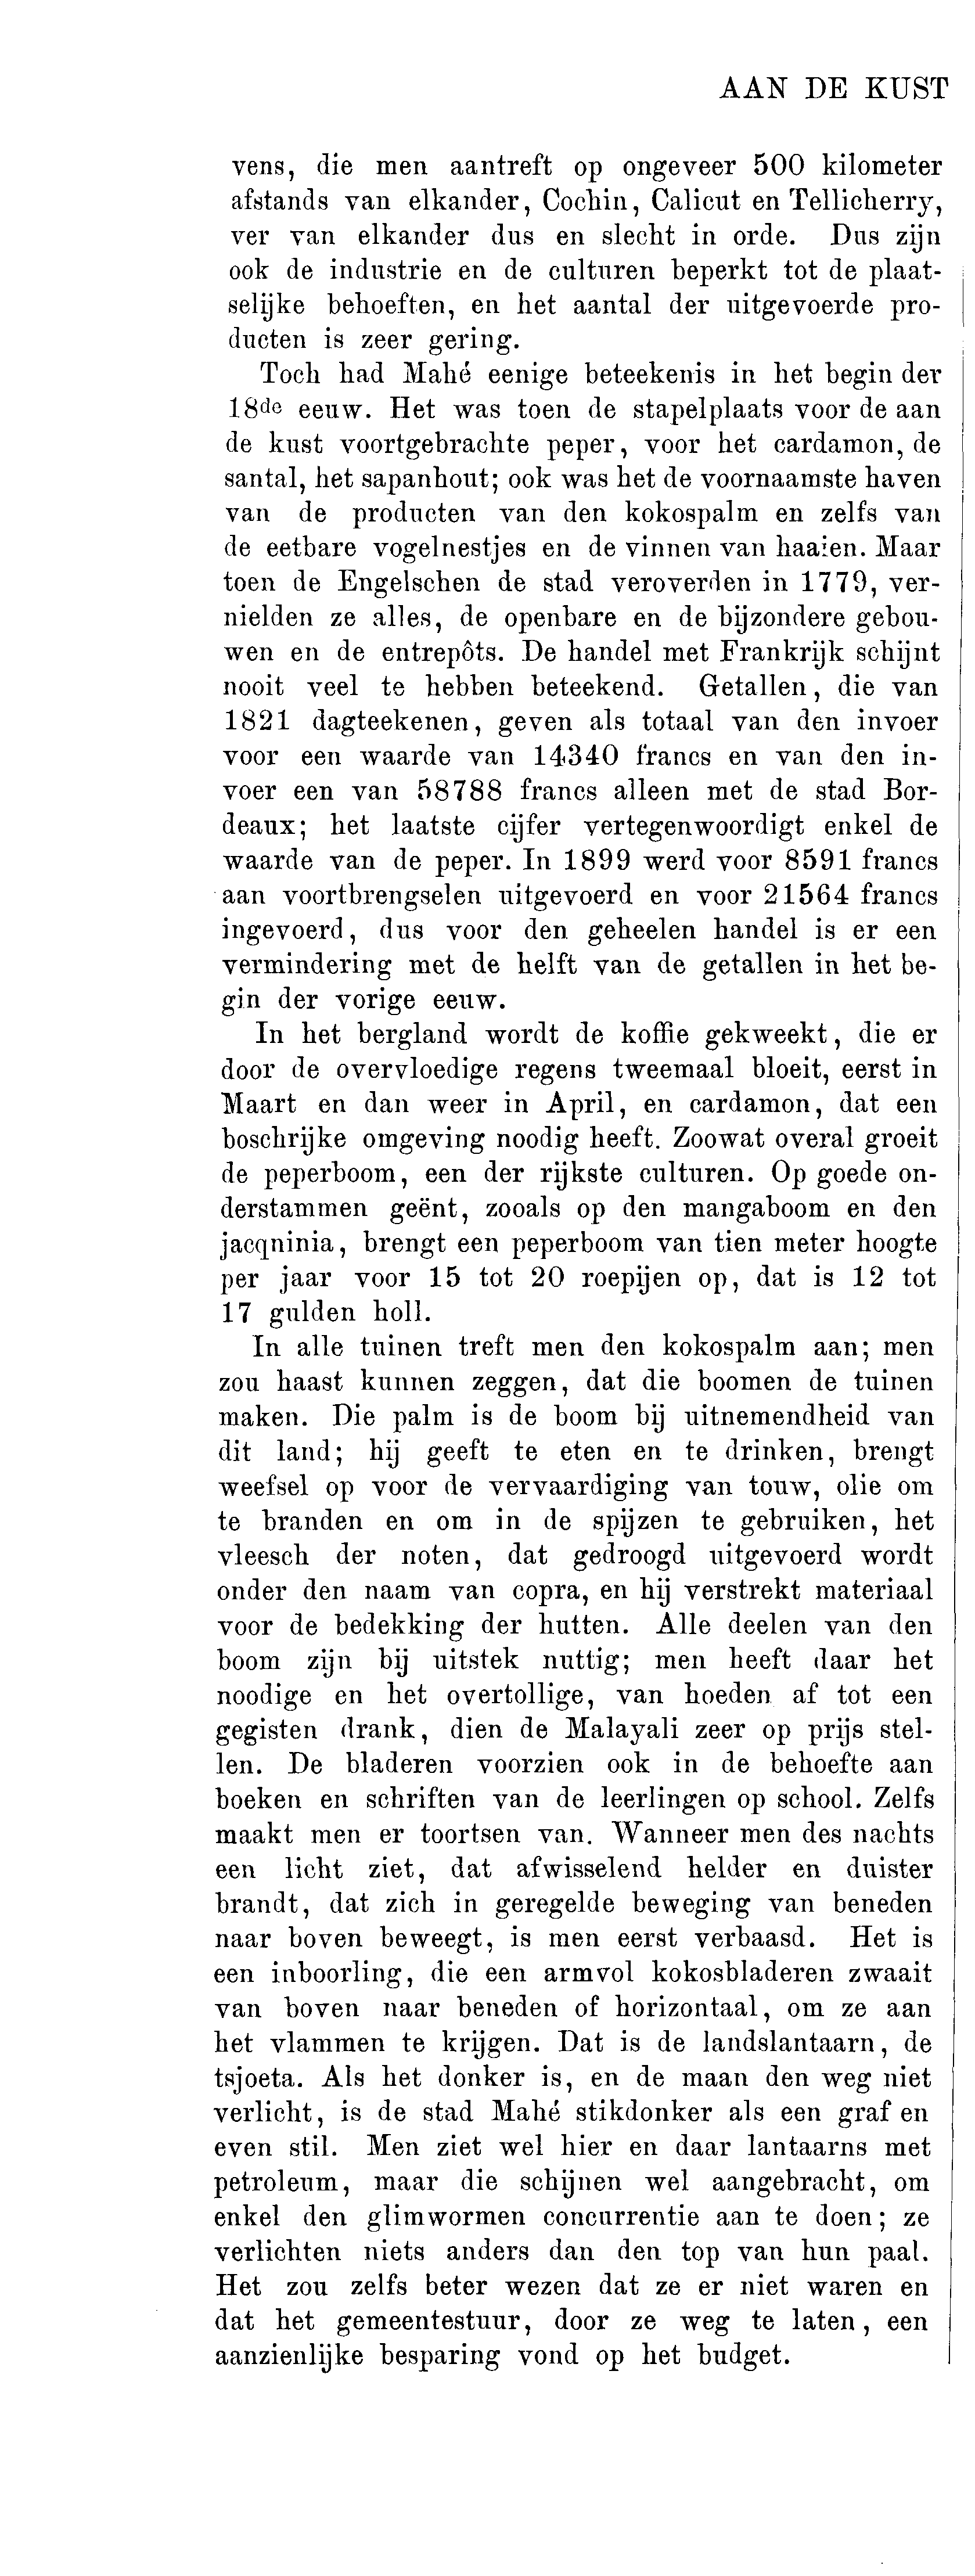 AAN DE KUST
vens, die men aantreft op ongeveer 500 kilometer
afstands van elkander, Cochin, Calicut en Tellicherry,
ver van elkander dus en slecht in orde. Dus zijn
ook de industrie en de culturen beperkt tot de plaat-
selijke behoeften, en het aantal der uitgevoerde pro-
ducten is zeer gering.
Toch had Mahé eenige beteekenis in het begin der
18de eeuw. Het was toen de stapelplaats voor de aan
de kust voortgebrachte peper, voor het cardamon, de
santal, het sapanhout; ook was het de voornaamste haven
van de producten van den kokospalm en zelfs van
de eetbare vogelnestjes en de vinnen van haaien. Maar
toen de Engelschen de stad veroverden in 1779, ver-
nielden ze alles, de openbare en de bijzondere gebou-
wen en de entrepôts. De handel met Frankrijk schijnt
nooit veel te hebben beteekend. Getallen, die van
1821 dagteekenen, geven als totaal van den invoer
voor een waarde van 14340 francs en van den in-
voer een van 58788 francs alleen met de stad Bor-
deaux; het laatste cijfer vertegenwoordigt enkel de
waarde van de peper. In 1899 werd voor 8591 francs
aan voortbrengselen uitgevoerd en voor 21564 francs
ingevoerd, dus voor den geheelen handel is er een
vermindering met de helft van de getallen in het be-
gin der vorige eeuw.
In het bergland wordt de koffie gekweekt, die er
door de overvloedige regens tweemaal bloeit, eerst in
Maart en dan weer in April, en cardamon, dat een
boschrijke omgeving noodig heeft. Zoowat overal groeit
de peperboom, een der rijkste culturen. Op goede on-
derstammen geënt, zooals op den mangaboom en den
jacqninia, brengt een peperboom van tien meter hoogte
per jaar voor 15 tot 20 roepijen op, dat is 12 tot
17 gulden holl.
In alle tuinen treft men den kokospalm aan; men
zou haast kunnen zeggen, dat die boomen de tuinen
maken. Die palm is de boom bij uitnemendheid van
dit land; hij geeft te eten en te drinken, brengt
weefsel op voor de vervaardiging van touw, olie om
te branden en om in de spijzen te gebruiken, het
vleesch der noten, dat gedroogd uitgevoerd wordt
onder den naam van copra, en hij verstrekt materiaal
voor de bedekking der hutten. Alle deelen van den
boom zijn bij uitstek nuttig; men heeft daar het
noodige en het overtollige, van hoeden af tot een
gegisten drank, dien de Malayali zeer op prijs stel-
len. De bladeren voorzien ook in de behoefte aan
boeken en schriften van de leerlingen op school. Zelfs
maakt men er toortsen van. Wanneer men des nachts
een licht ziet, dat afwisselend helder en duister
brandt, dat zich in geregelde beweging van beneden
naar boven beweegt, is men eerst verbaasd. Het is
een inboorling, die een armvol kokosbladeren zwaait
van boven naar beneden of horizontaal, om ze aan
het vlammen te krijgen. Dat is de landslantaarn, de
tsjoeta. Als het donker is, en de maan den weg niet
verlicht, is de stad Mahé stikdonker als een graf en
even stil. Men ziet wel hier en daar lantaarns met
petroleum, maar die schijnen wel aangebracht, om
enkel den glimwormen concurrentie aan te doen; ze
verlichten niets anders dan den top van hun paal.
Het zou zelfs beter wezen dat ze er niet waren en
dat het gemeentestuur, door ze weg te laten, een
aanzienlijke besparing vond op het budget.